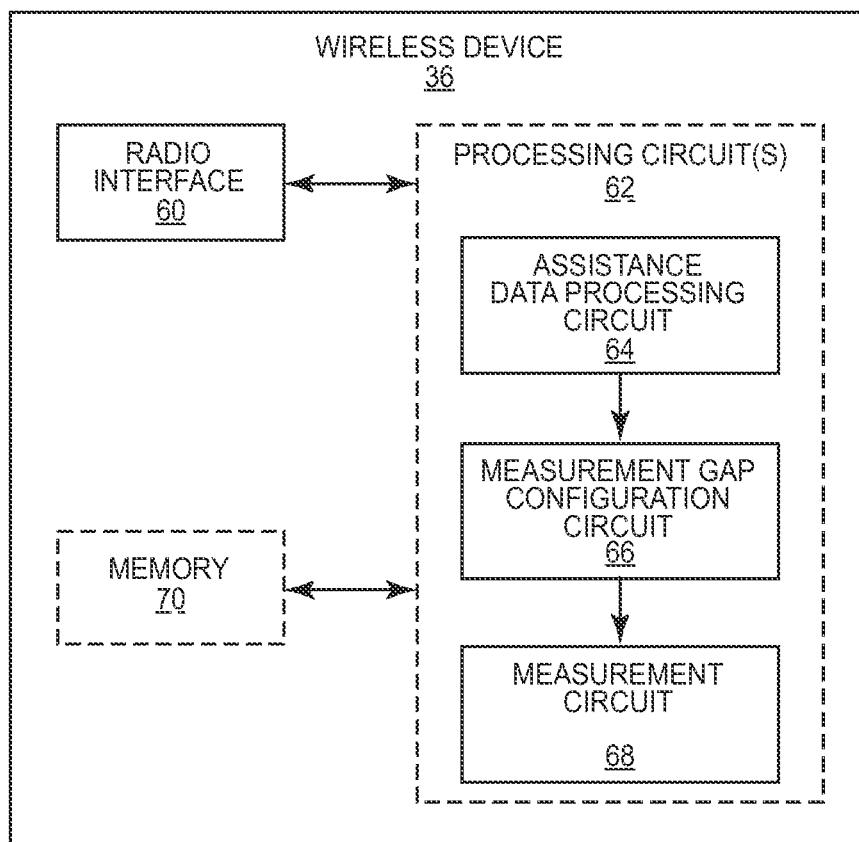 WIRELESS DEVICE
36
RADIO
INTERFACE
60
PROCESSING CIRCUIT(S)
62
ASSISTANCE
DATA PROCESSING
CIRCUIT
64
MEASUREMENT GAP
CONFIGURATION
CIRCUIT
66
MEMORY
70
MEASUREMENT
CIRCUIT
68